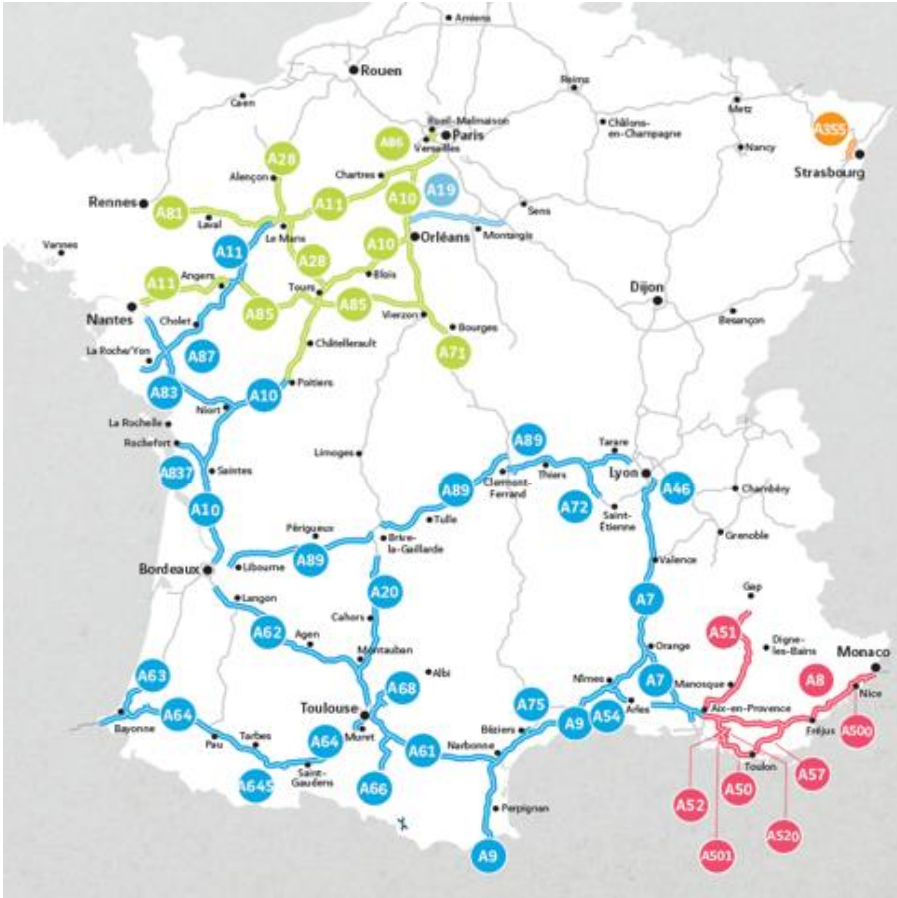 Amiens
Rouen
Reims
Caen
Metz
Rueil-Malmaison
Paris
Châlons-
en-Champagne
A355
A86
Versailles
Nancy
Strasbourg
A28
Alençon
Chartres
A19
Rennes
A81
A11
A10
Sens
Laval
Le Mans
Orléans
Montargis
Vannes
A11
A10
A28
Blois
Angers
A11
Tours
Dijon
Nantes
A85
A85
Vierzon
Besançon
Cholet
Bourges
La Roche/Yon
A87
Châtellerault
A71
A83
A10
Poitiers
Niort
La Rochelle
Rochefort
A89
Tarare
Limoges
A837
Saintes
Lyon
A46
Clermont-
Ferrand
Thiers
A89
Chambéry
A10
A72
Saint-
Étienne
Périgueux
Tulle
Brive-
la-Gaillarde
Grenoble
A89
Valence
Bordeaux
Libourne
A20
Gap
Langon
A7
Cahors
A62
A51
Agen
Orange
Digne-
les-Bains
Montauban
Monaco
A63
Albi
Nîmes
A7
Manosque
A8
A68
Nice
A75
Toulouse
A64
Bayonne
A54
Arles
Aix-en-Provence
A9
Fréjus
A500
Muret
Béziers
Pau
Tarbes
A64
A61
Narbonne
Saint-
Gaudens
Toulon
A57
A645
A66
A50
A52
Perpignan
A520
A9
A501